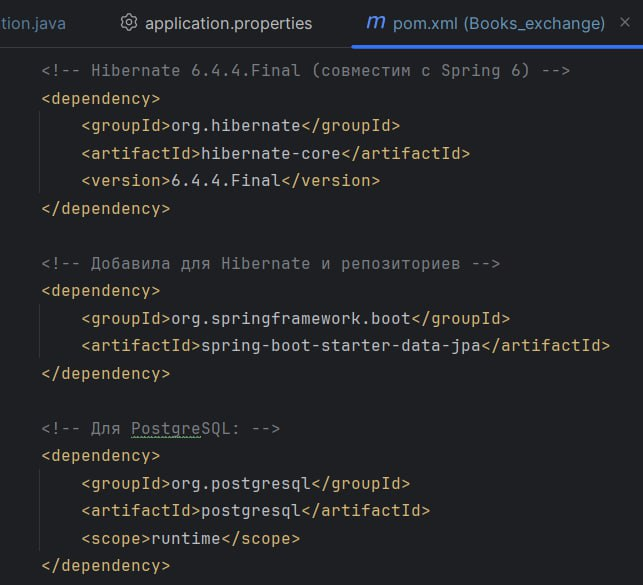 tion.java application.properties pom.xml (Books_exchange)
<!-- Hibernate 6.4.4.Final (совместим с Spring 6) -->
<dependency>
<groupId>org.hibernate</groupId>
<artifactId>hibernate-core</artifactId>
<version>6.4.4.Final</version>
</dependency>
<!-- Добавила для Hibernate и репозиториев -->
<dependency>
<groupId>org.springframework.boot</groupId>
<artifactId>spring-boot-starter-data-jpa</artifactId>
</dependency>
<!-- Для PostgreSQL: -->
<dependency>
<groupId>org.postgresql</groupId>
<artifactId>postgresql</artifactId>
<scope>runtime</scope>
</dependency>